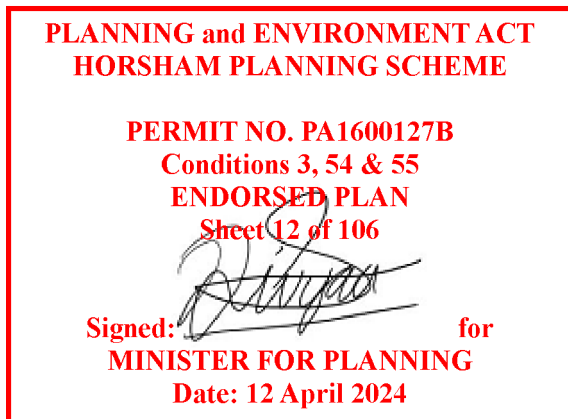 PLANNING and ENVIRONMENT ACT
HORSHAM PLANNING SCHEME
PERMIT NO. PA1600127B
Conditions 3, 54 & 55
ENDORSED PLAN
Sheet 12 of 106
Signed: for
MINISTER FOR PLANNING
Date: 12 April 2024